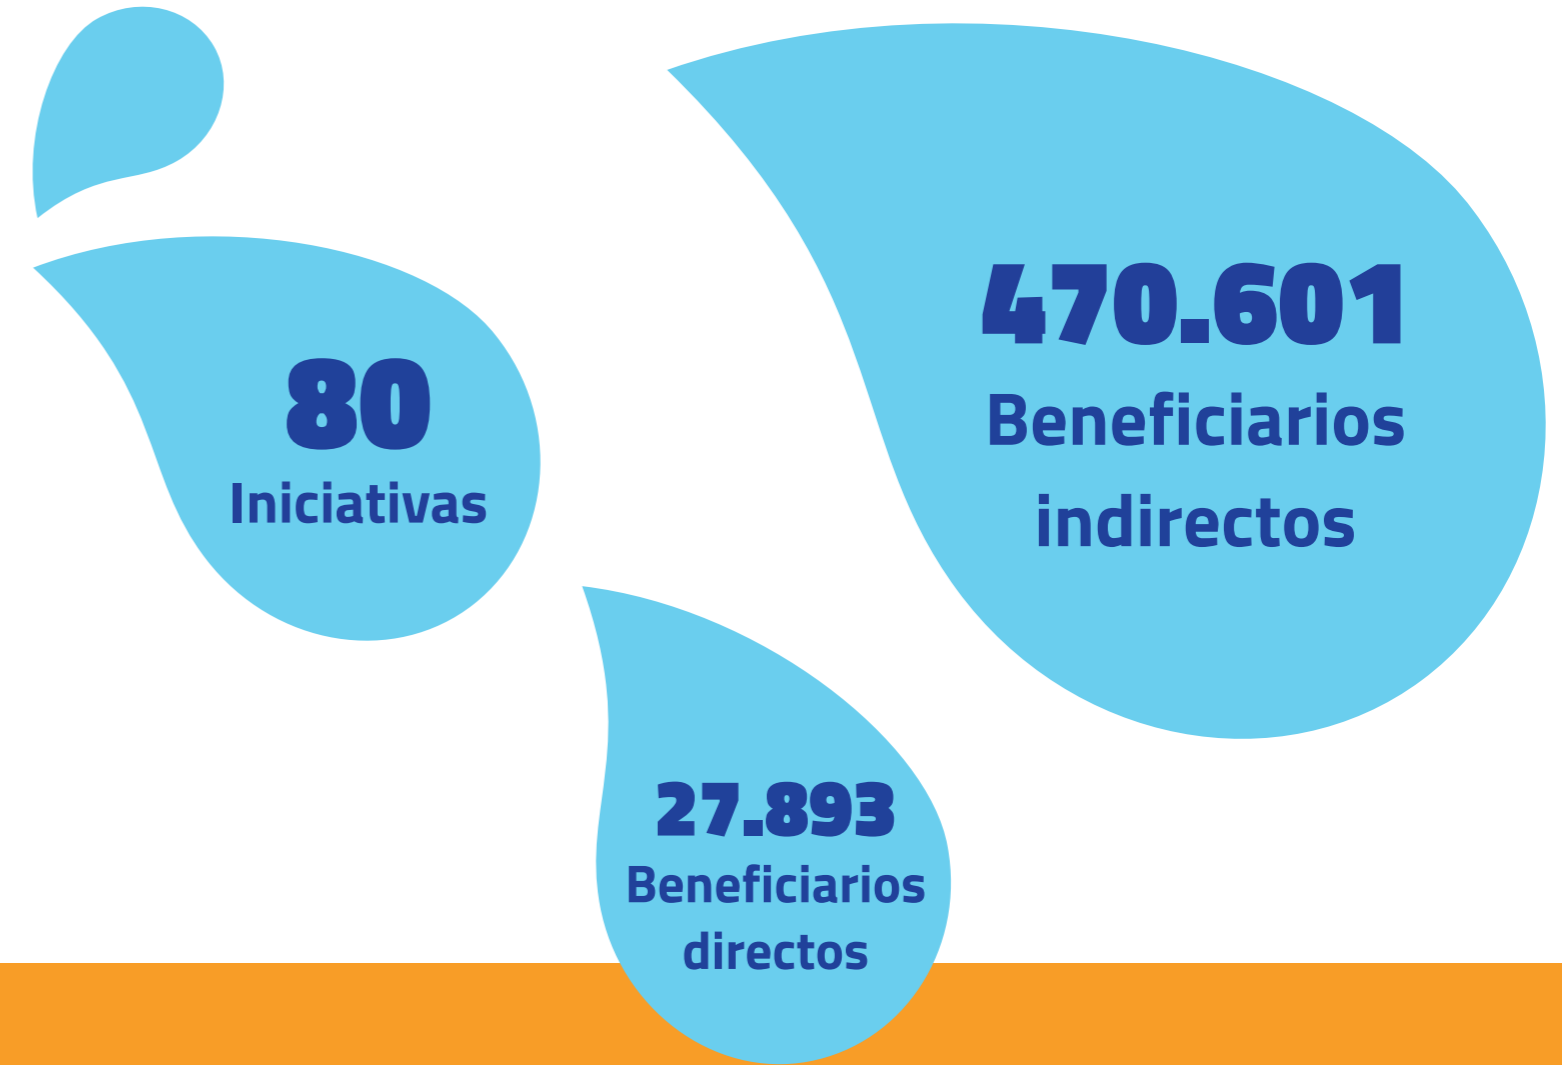 80
Iniciativas
470.601
Beneficiarios
indirectos
27.893
Beneficiarios
directos